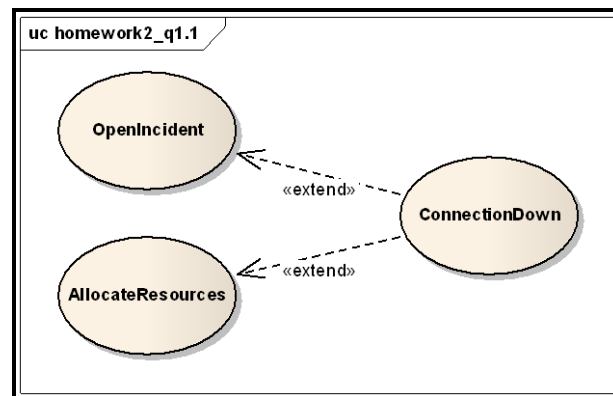 uc homework2_q1.1
OpenIncident
«extend»
ConnectionDown
«extend»
AllocateResources